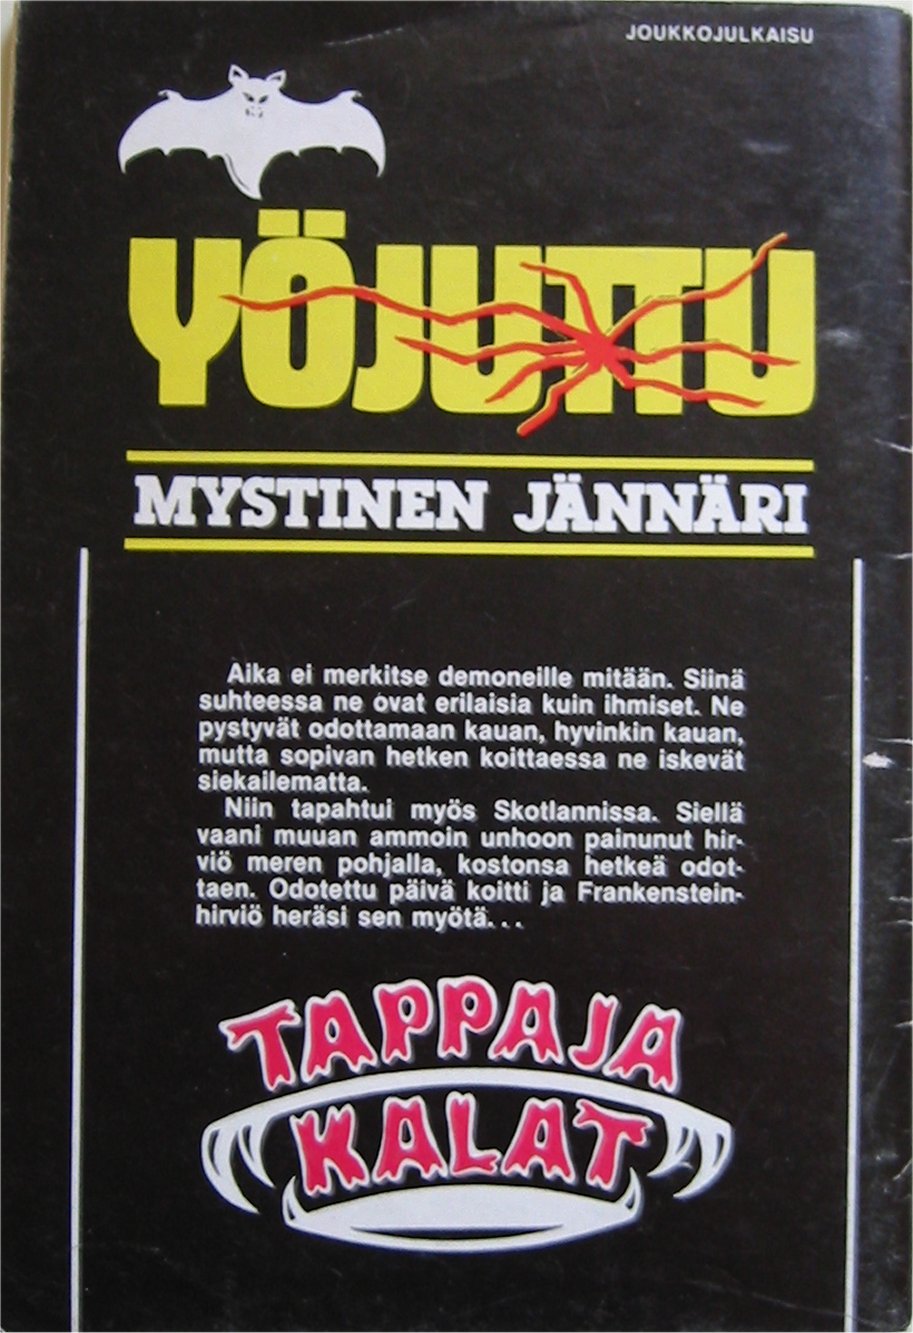 JOUKKOJULKAISU
YÖJUTTU
MYSTINEN JÄNNÄRI
Aika ei merkitse demoneille mitään. Siinä
suhteessa ne ovat erilaisia kuin ihmiset. Ne
pystyvät odottamaan kauan, hyvinkin kauan,
mutta sopivan hetken koittaessa ne iskevät
siekailematta.
Niin tapahtui myös Skotlannissa. Siellä
vaani muuan ammoin unhoon painunut hir-
viö meren pohjalla, kostonsa hetkeä odot-
taen. Odotettu päivä koitti ja Frankenstein-
hirviö heräsi sen myötä...
TAPPAJA
KALAT